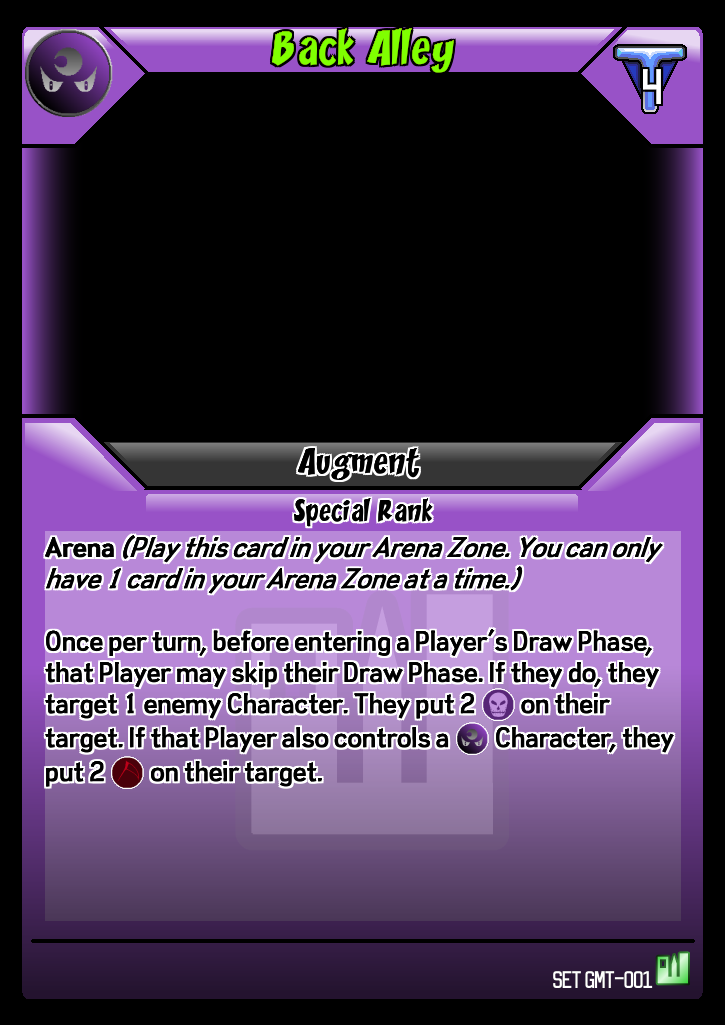 Back Alley
4
Augment
Special Rank
Arena (Play this card in your Arena Zone. You can only
have 1 card in your Arena Zone at a time.)
Once per turn, before entering a Player's Draw Phase,
that Player may skip their Draw Phase. If they do, they
target 1 enemy Character. They put 2 on their
target. If that Player also controls a Character, they
put 2 on their target.
SET GMT-001